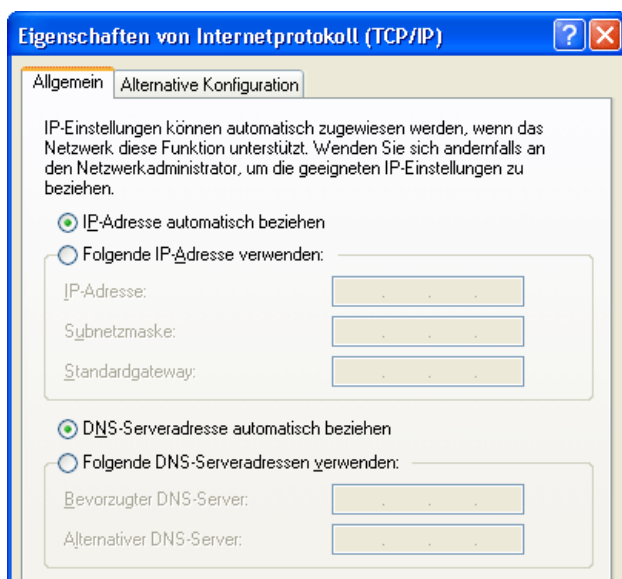 Eigenschaften von Internetprotokoll (TCP/IP)
Allgemein
Alternative Konfiguration
IP-Einstellungen können automatisch zugewiesen werden, wenn das
Netzwerk diese Funktion unterstützt. Wenden Sie sich andernfalls an
den Netzwerkadministrator, um die geeigneten IP-Einstellungen zu
beziehen.
IP-Adresse automatisch beziehen
Folgende IP-Adresse verwenden:
IP-Adresse:
Subnetzmaske:
Standardgateway:
DNS-Serveradresse automatisch beziehen
Folgende DNS-Serveradressen verwenden:
Bevorzugter DNS-Server:
Alternativer DNS-Server: